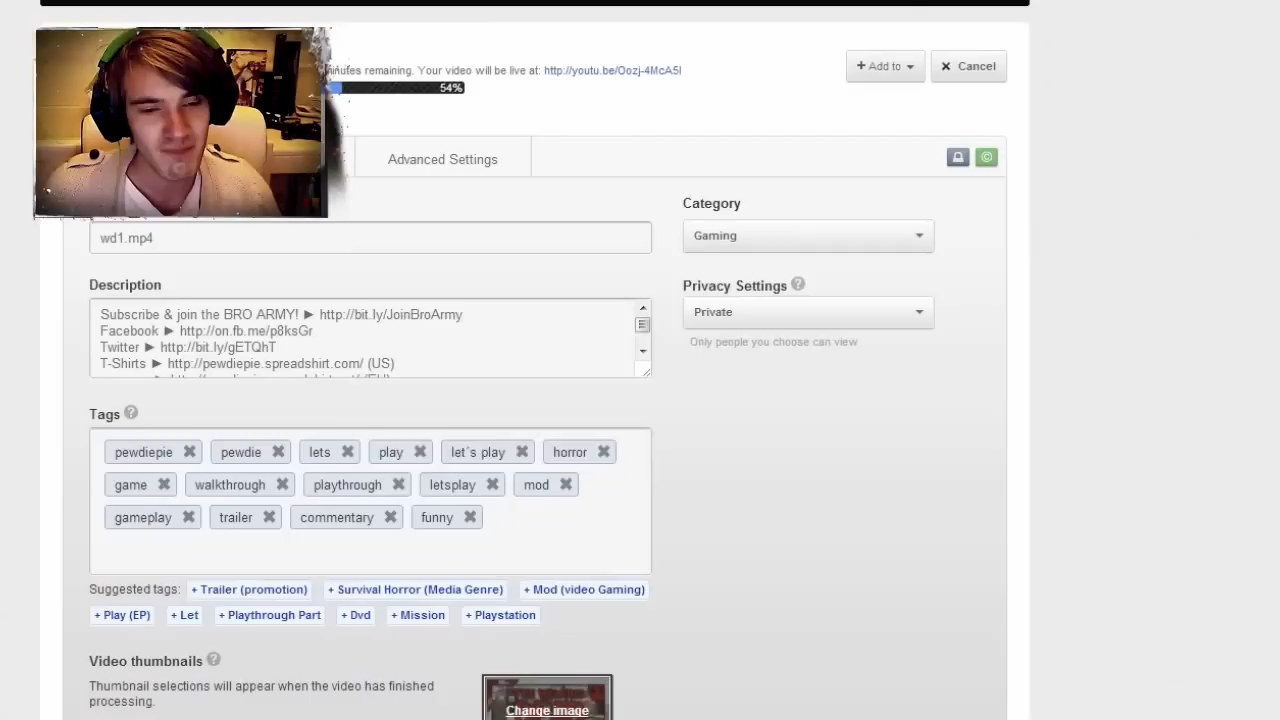 minutes remaining. Your video will be live at: http://youtu.be/Oozj-4McA5I
54%
Add to
Cancel
Advanced Settings
wd1.mp4
Category
Gaming
Description
Subscribe & join the BRO ARMY! ► http://bit.ly/JoinBroArmy
Facebook ► http://on.fb.me/p8ksGr
Twitter ► http://bit.ly/gETQhT
T-Shirts ► http://pewdiepie.spreadshirt.com/ (US)
Privacy Settings ?
Private
Only people you choose can view
Tags ?
pewdiepie pewdie lets play let´s play horror
game walkthrough playthrough letsplay mod
gameplay trailer commentary funny
Suggested tags: + Trailer (promotion) + Survival Horror (Media Genre) + Mod (video Gaming)
+ Play (EP) + Let + Playthrough Part + Dvd + Mission + Playstation
Video thumbnails ?
Thumbnail selections will appear when the video has finished
processing.
Change image